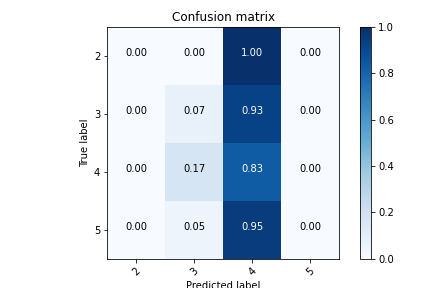 Confusion matrix
1.0
2 0.00 0.00 1.00 0.00
0.8
3 0.00 0.07 0.93 0.00
0.6
True label
0.4
4 0.00 0.17 0.83 0.00
0.2
5 0.00 0.05 0.95 0.00
0.0
2 3 4 5
Predicted label